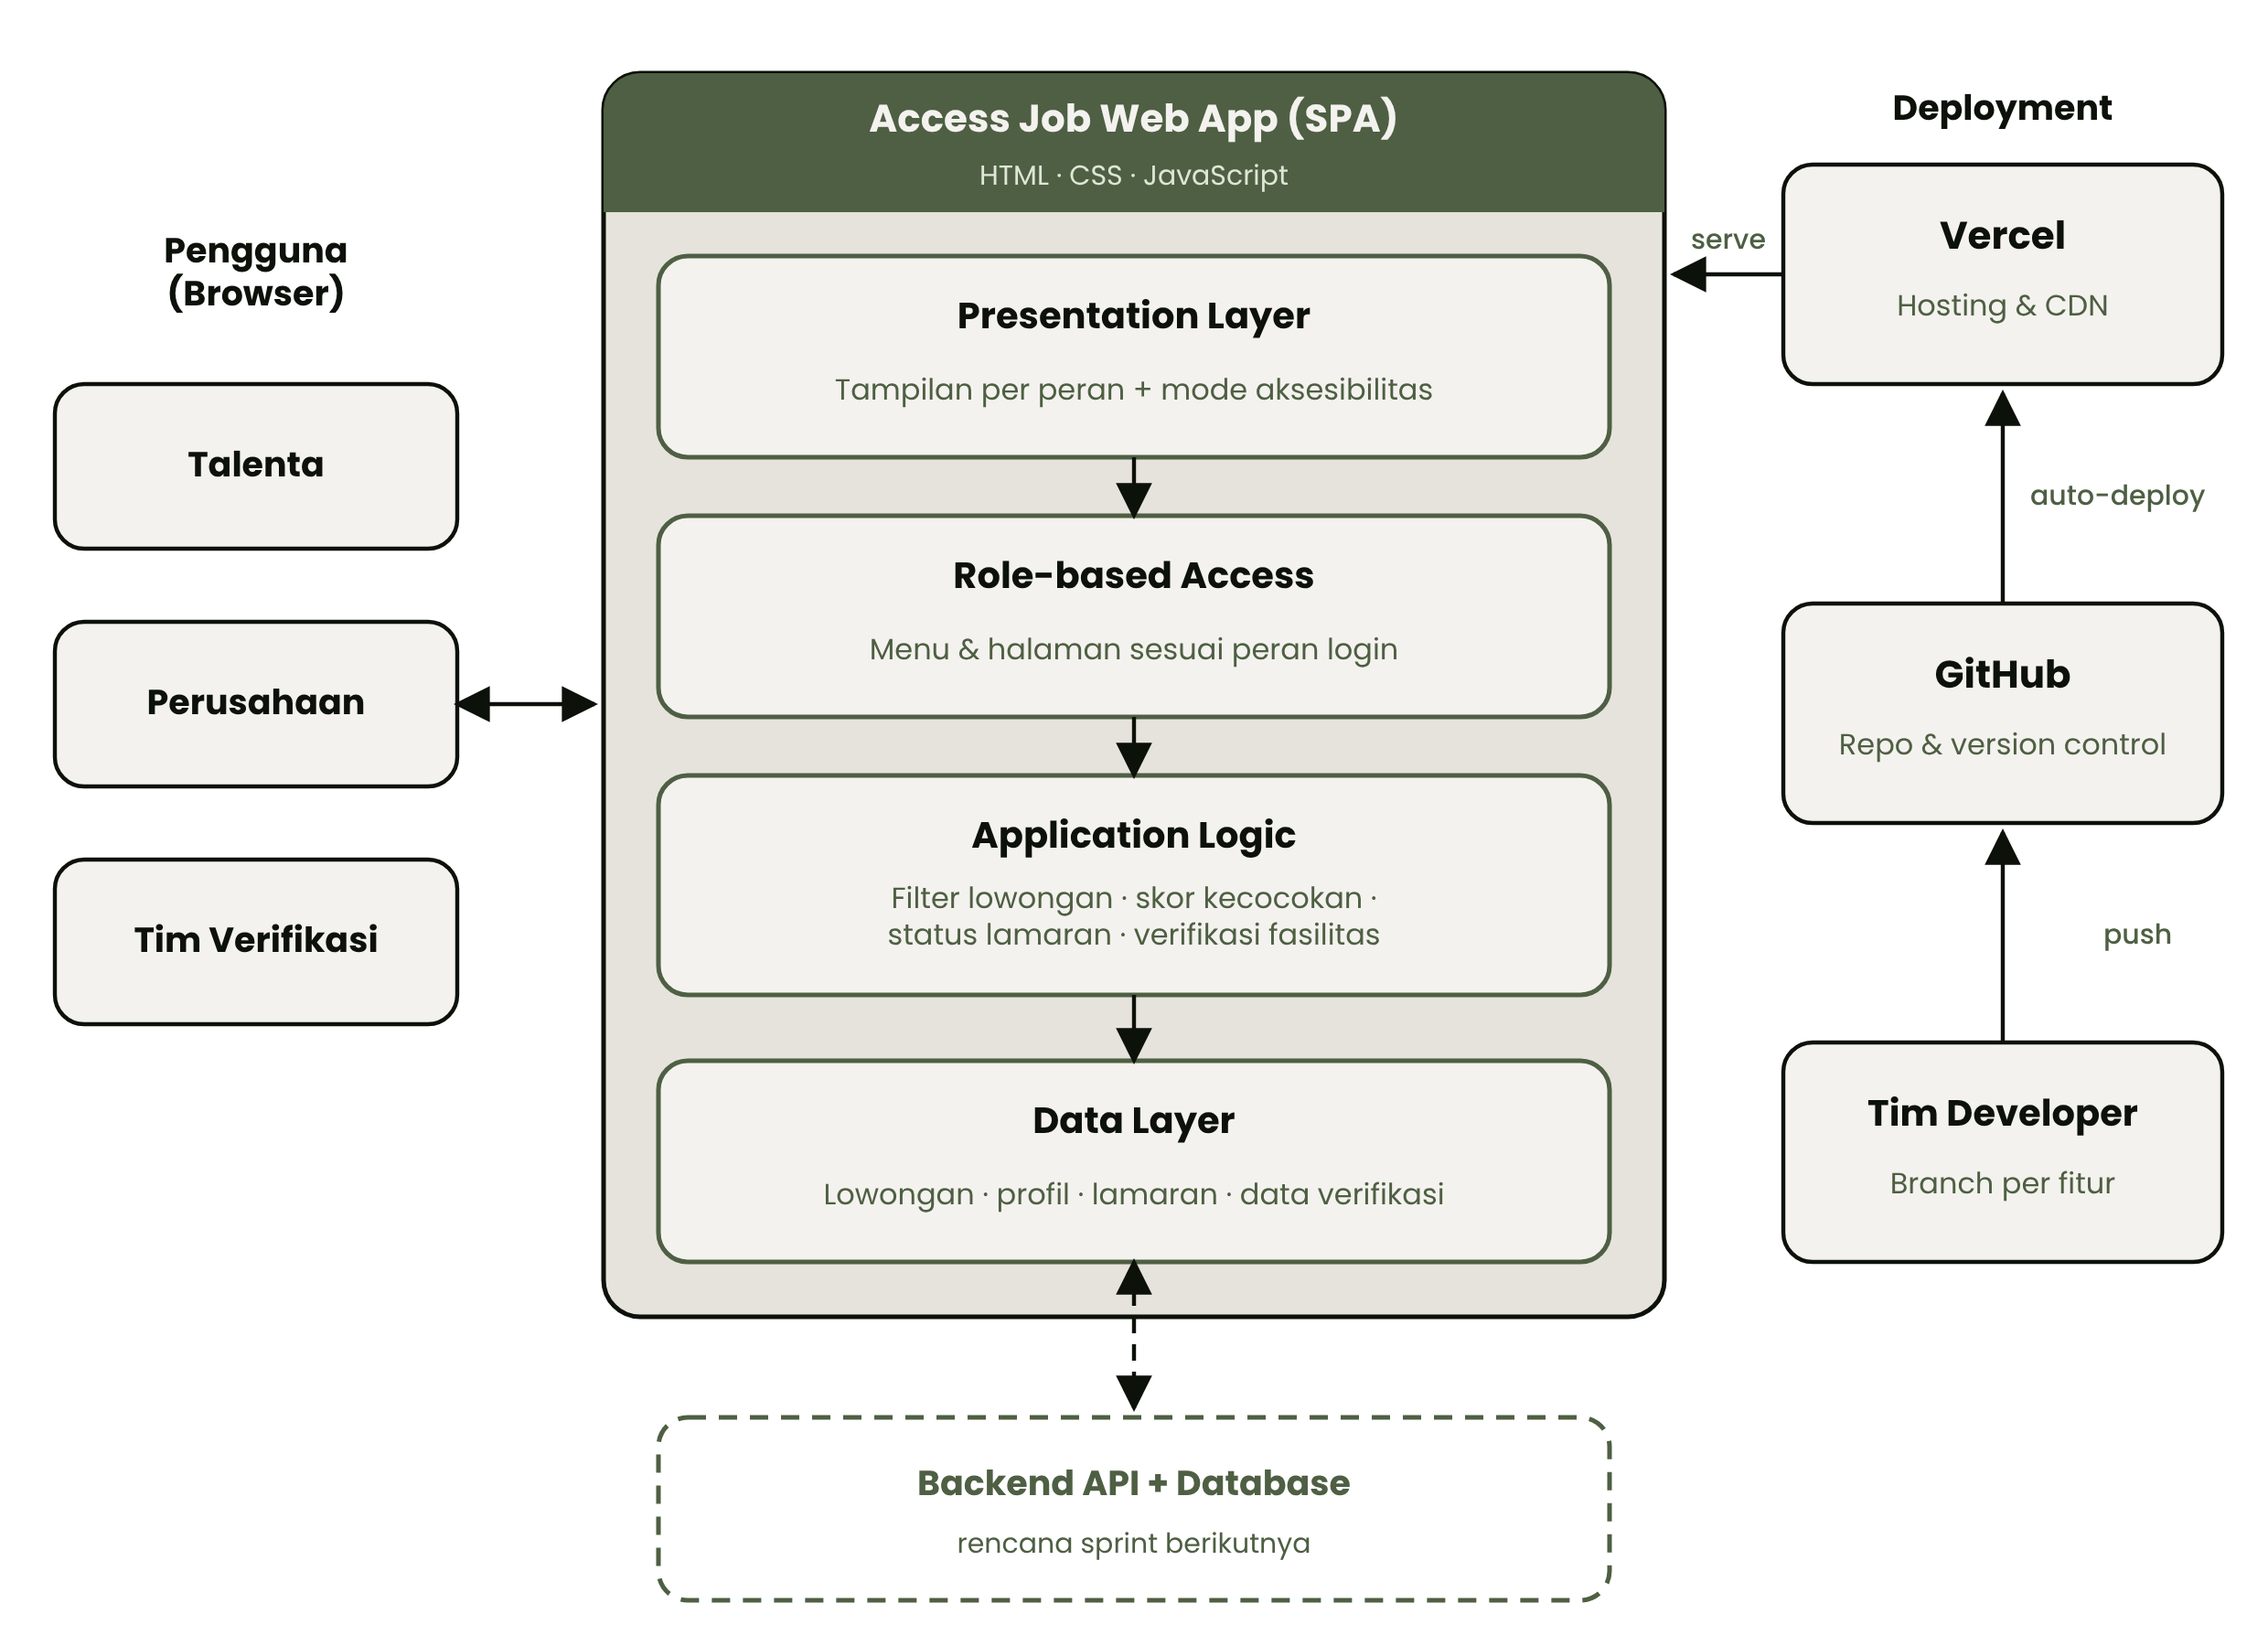 Access Job Web App (SPA)
HTML · CSS · JavaScript
Pengguna
(Browser)
Talenta
Perusahaan
Tim Verifikasi
Presentation Layer
Tampilan per peran + mode aksesibilitas
Role-based Access
Menu & halaman sesuai peran login
Application Logic
Filter lowongan · skor kecocokan ·
status lamaran · verifikasi fasilitas
Data Layer
Lowongan · profil · lamaran · data verifikasi
Backend API + Database
rencana sprint berikutnya
Deployment
serve
Vercel
Hosting & CDN
auto-deploy
GitHub
Repo & version control
push
Tim Developer
Branch per fitur